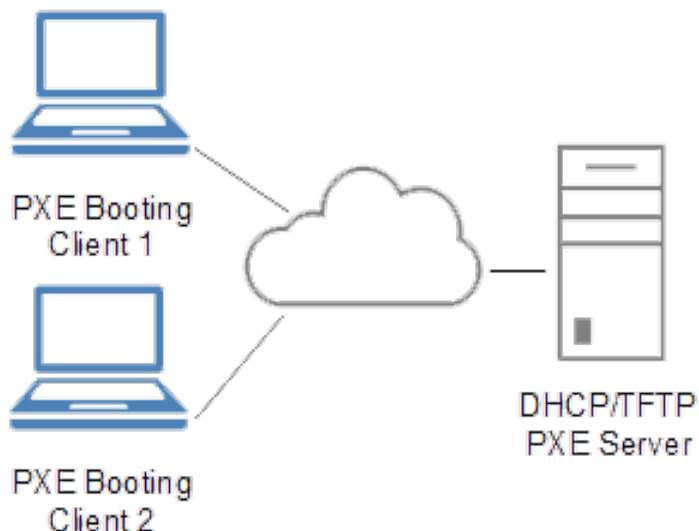 PXE Booting
Client 1
PXE Booting
Client 2
DHCP/TFTP
PXE Server